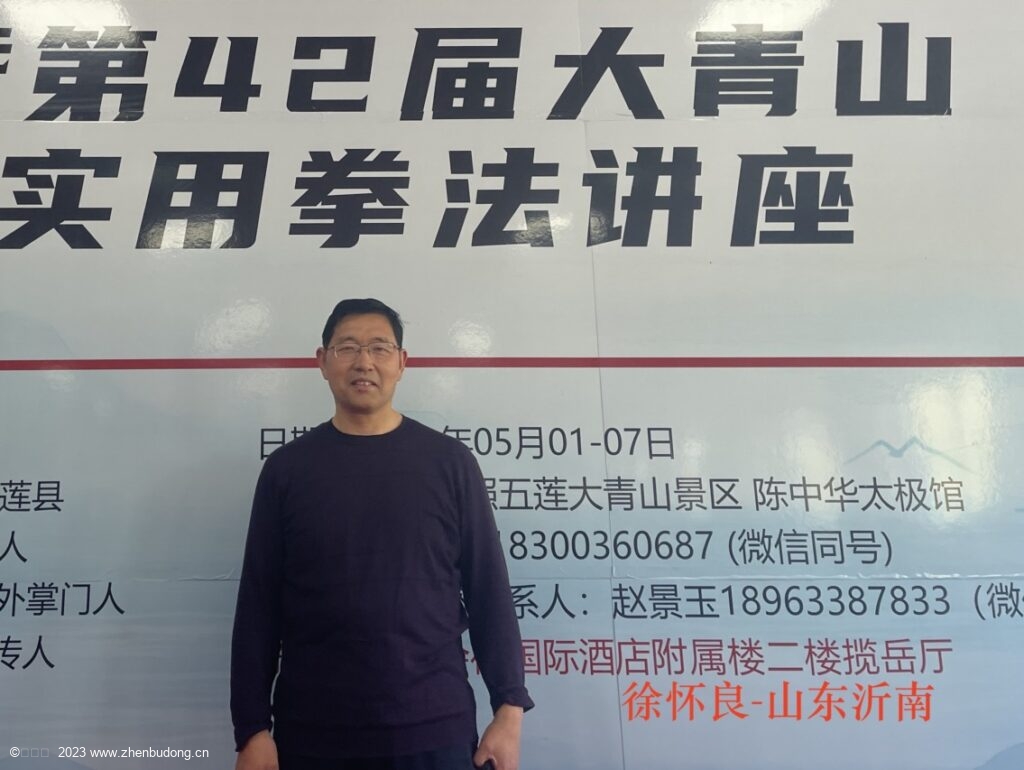 第42届大青山
实用拳法讲座
年05月01-07日
莲县
照五莲大青山景区 陈中华太极馆
人
18300360687 (微信同号)
外掌门人
系人：赵景玉18963387833（微
传人
国际酒店附属楼二楼揽岳厅
徐怀良-山东沂南
© 2023 www.zhenbudong.cn